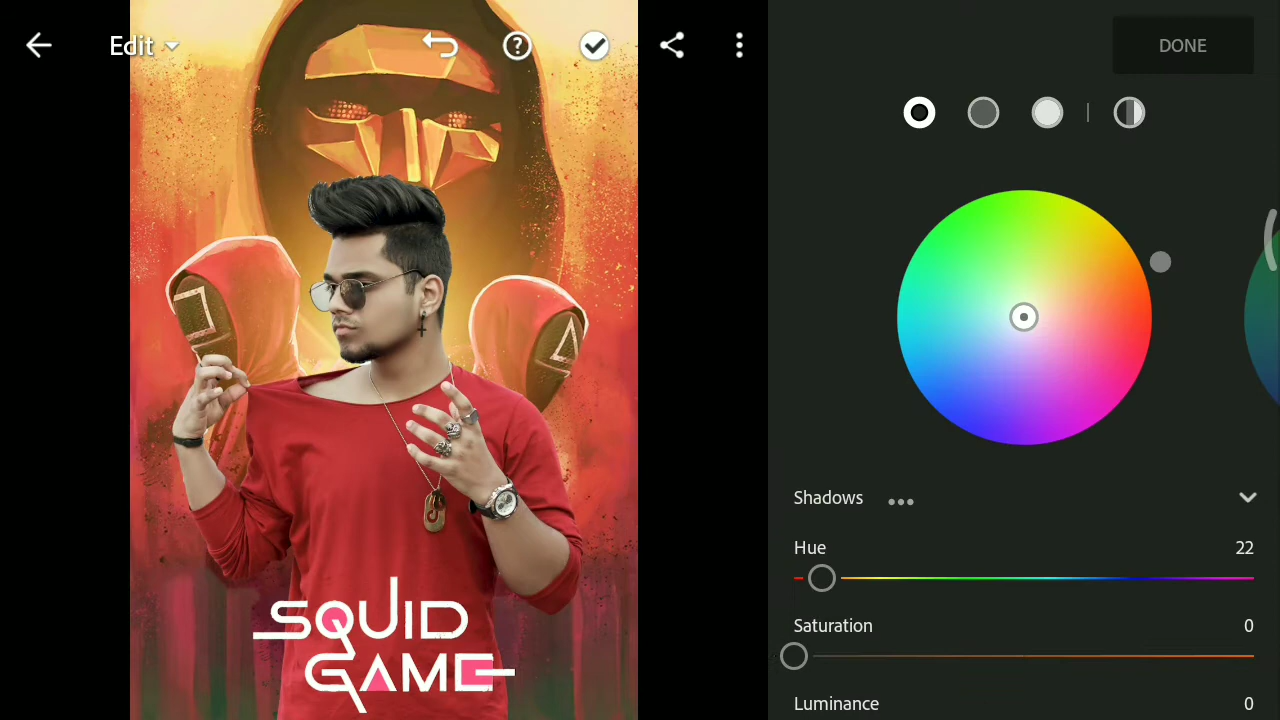 Edit
DONE
Shadows
Hue 22
Saturation 0
Luminance 0
SQUID
GAME